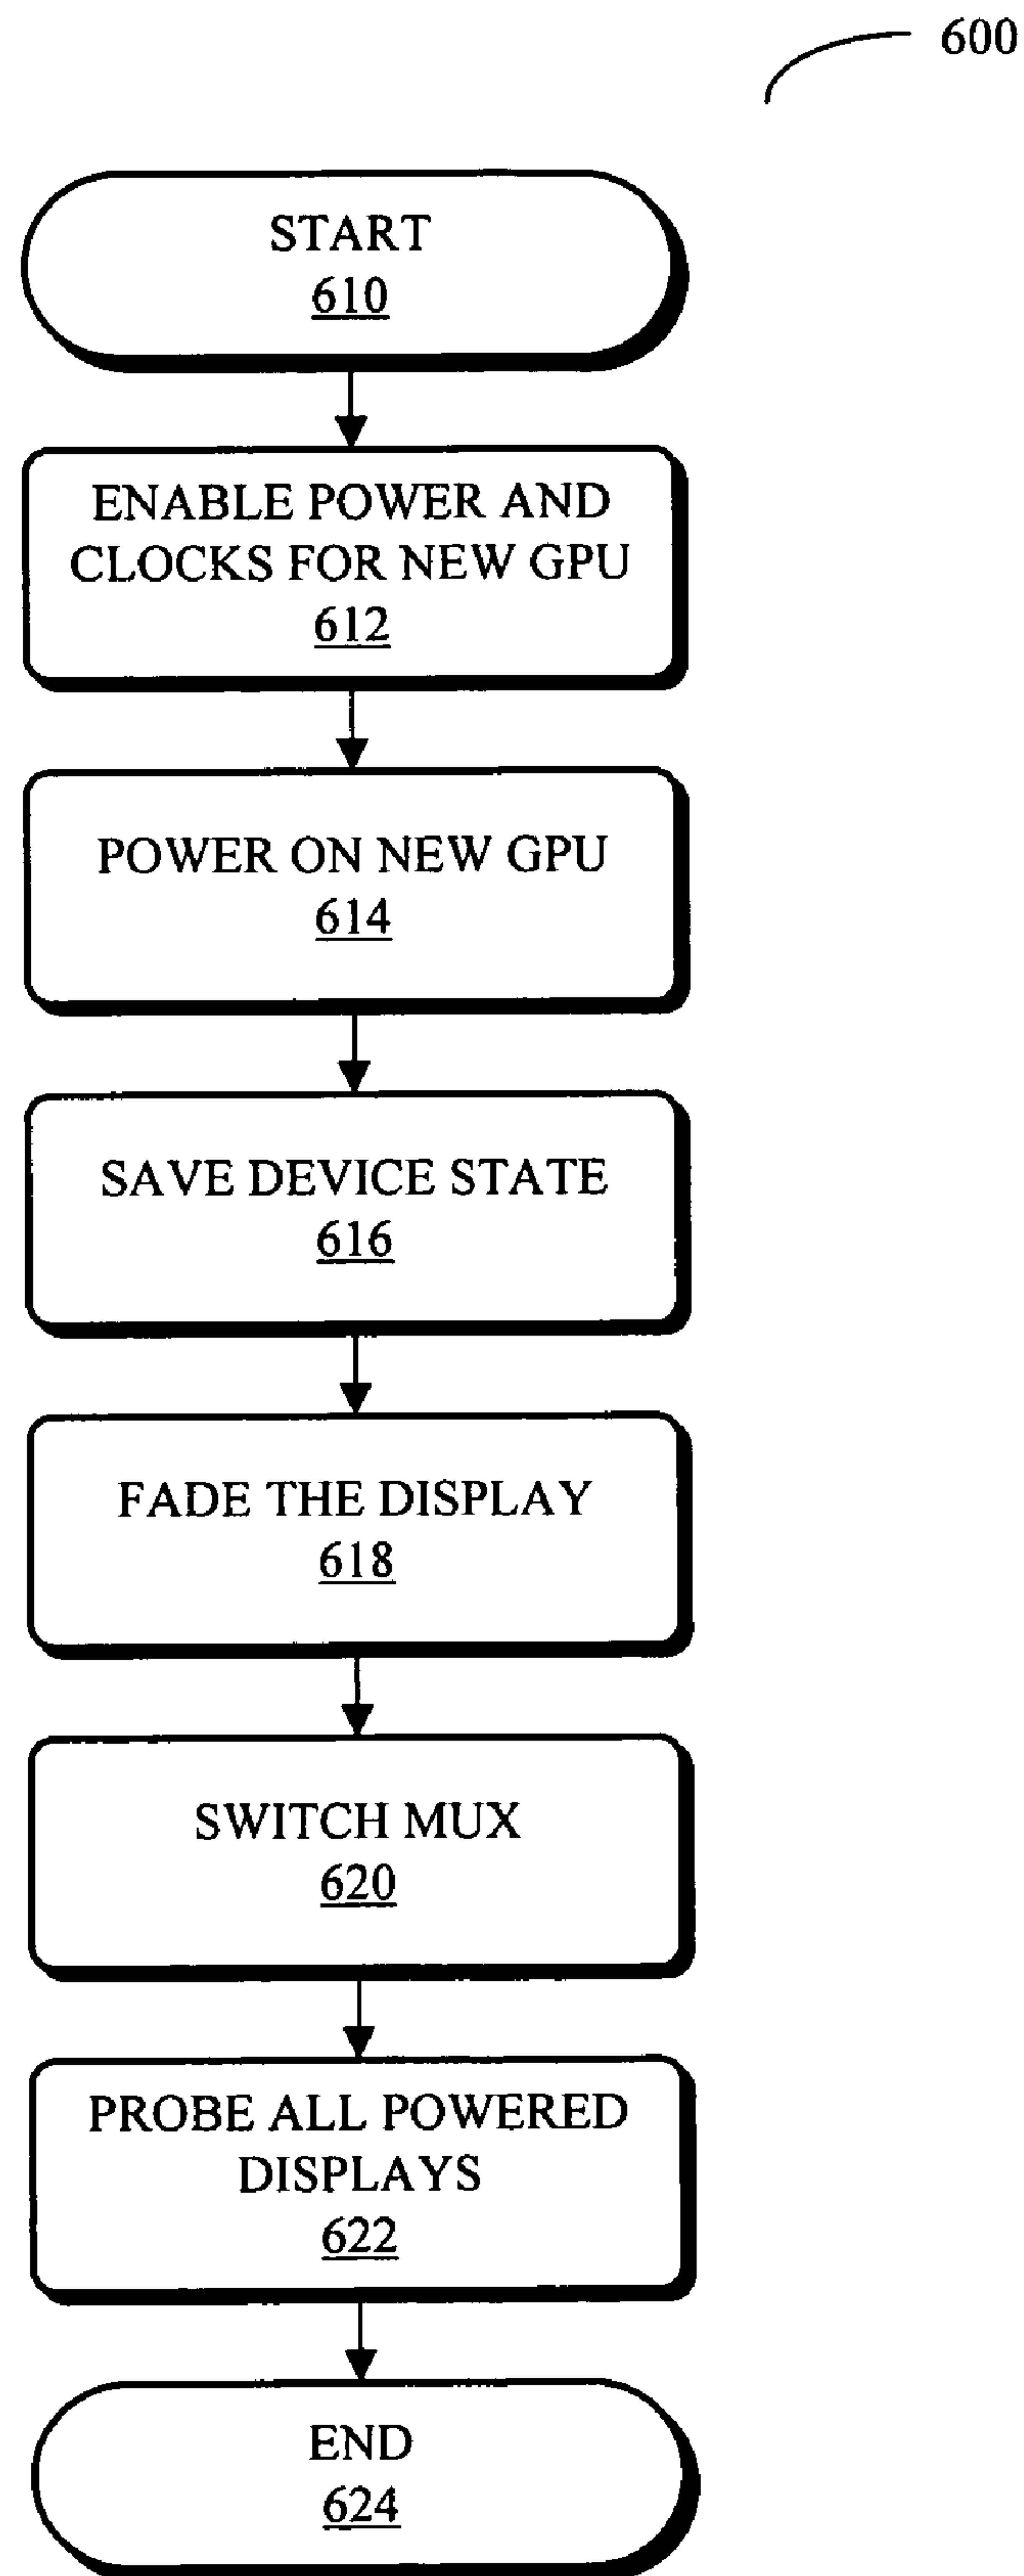 600
START
610
ENABLE POWER AND
CLOCKS FOR NEW GPU
612
POWER ON NEW GPU
614
SAVE DEVICE STATE
616
FADE THE DISPLAY
618
SWITCH MUX
620
PROBE ALL POWERED
DISPLAYS
622
END
624